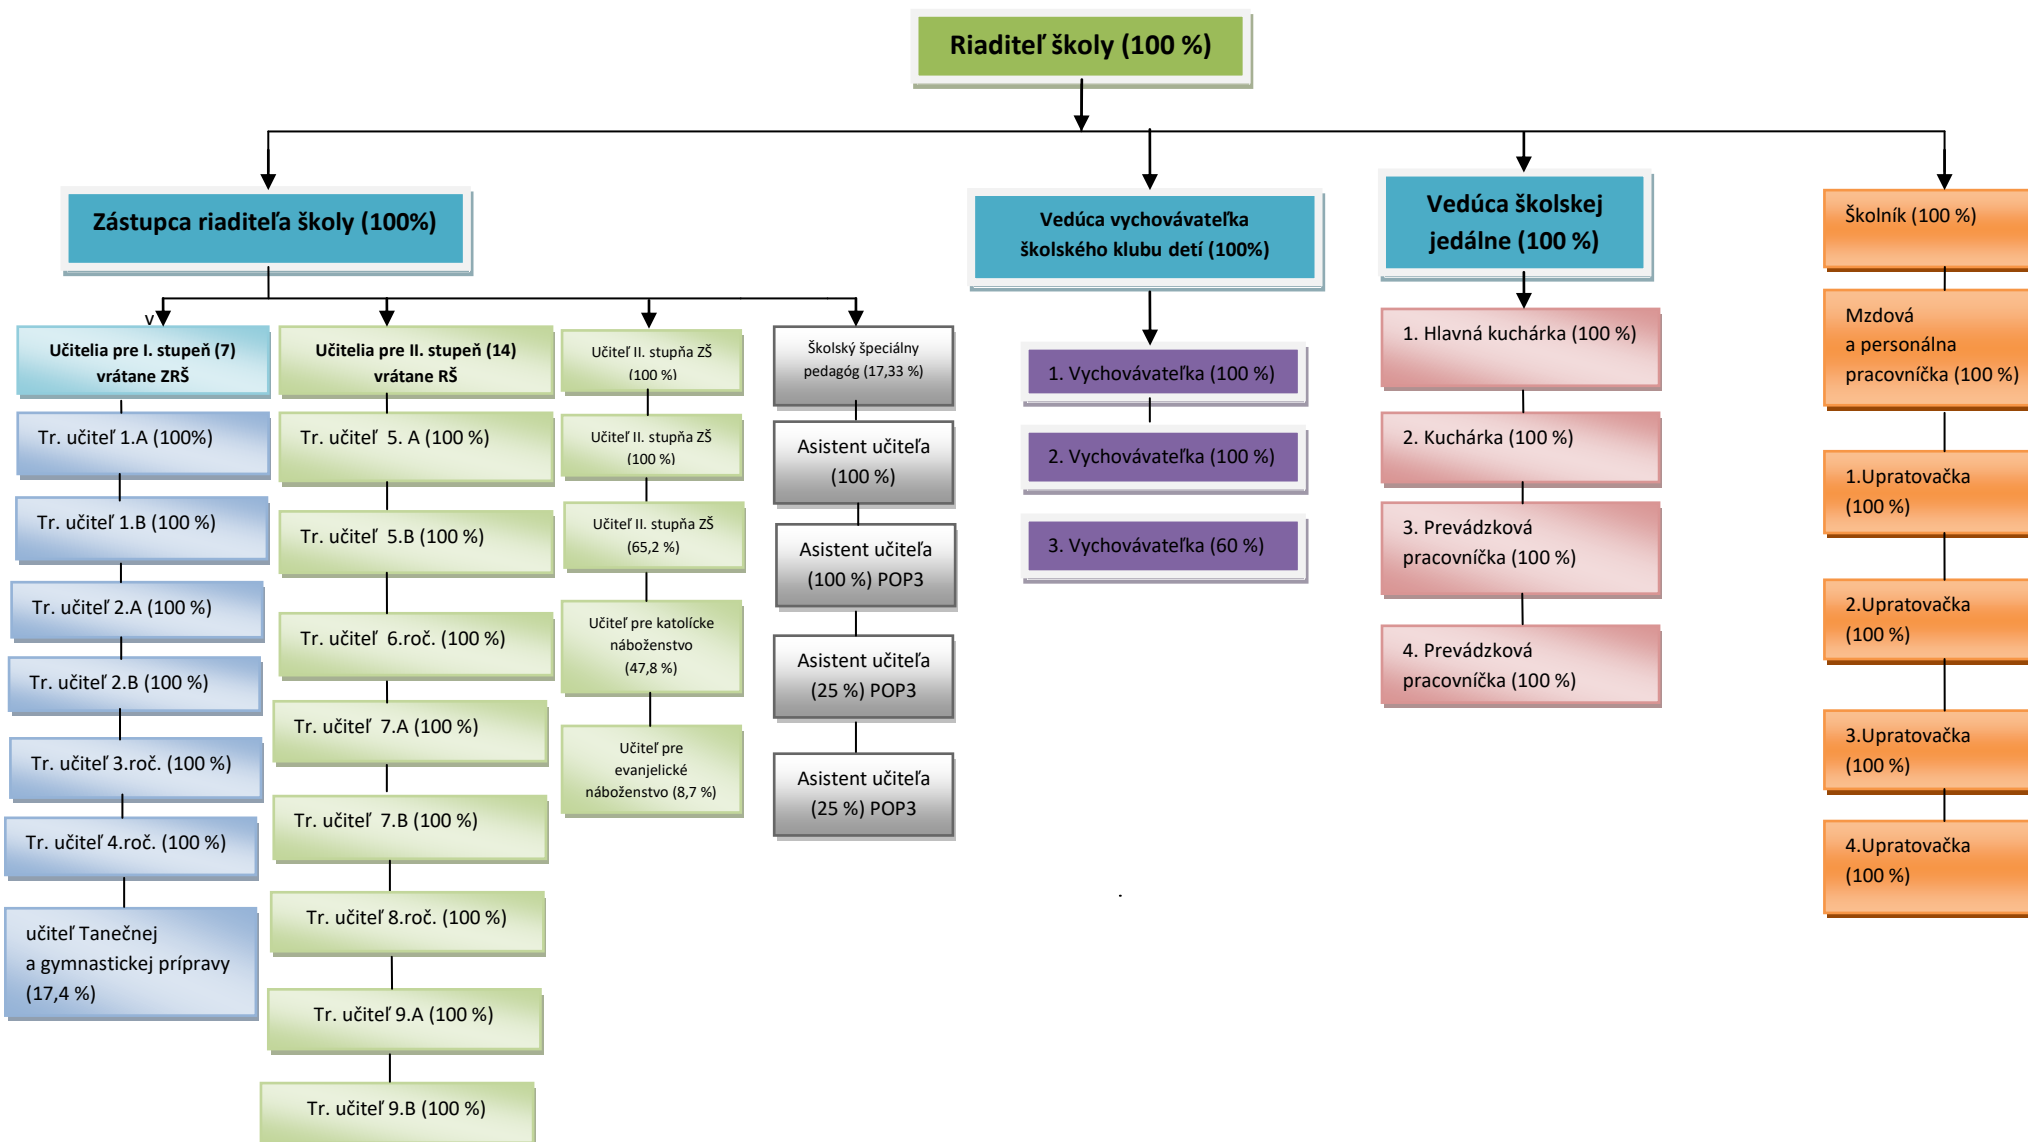 Riaditeľ školy (100 %)
Zástupca riaditeľa školy (100%)
Vedúca vychovávateľka
školského klubu detí (100%)
Vedúca školskej
jedálne (100 %)
Školník (100 %)
Mzdová
a personálna
pracovníčka (100 %)
1.Upratovačka
(100 %)
2.Upratovačka
(100 %)
3.Upratovačka
(100 %)
4.Upratovačka
(100 %)
v
Učitelia pre I. stupeň (7)
vrátane ZRŠ
Tr. učiteľ 1.A (100%)
Tr. učiteľ 1.B (100 %)
Tr. učiteľ 2.A (100 %)
Tr. učiteľ 2.B (100 %)
Tr. učiteľ 3.roč. (100 %)
Tr. učiteľ 4.roč. (100 %)
učiteľ Tanečnej
a gymnastickej prípravy
(17,4 %)
Učitelia pre II. stupeň (14)
vrátane RŠ
Tr. učiteľ 5. A (100 %)
Tr. učiteľ 5.B (100 %)
Tr. učiteľ 6.roč. (100 %)
Tr. učiteľ 7.A (100 %)
Tr. učiteľ 7.B (100 %)
Tr. učiteľ 8.roč. (100 %)
Tr. učiteľ 9.A (100 %)
Tr. učiteľ 9.B (100 %)
Učiteľ II. stupňa ZŠ
(100 %)
Učiteľ II. stupňa ZŠ
(100 %)
Učiteľ II. stupňa ZŠ
(65,2 %)
Učiteľ pre katolícke
náboženstvo
(47,8 %)
Učiteľ pre
evanjelické
náboženstvo (8,7 %)
Školský špeciálny
pedagóg (17,33 %)
Asistent učiteľa
(100 %)
Asistent učiteľa
(100 %) POP3
Asistent učiteľa
(25 %) POP3
Asistent učiteľa
(25 %) POP3
1. Vychovávateľka (100 %)
2. Vychovávateľka (100 %)
3. Vychovávateľka (60 %)
.
1. Hlavná kuchárka (100 %)
2. Kuchárka (100 %)
3. Prevádzková
pracovníčka (100 %)
4. Prevádzková
pracovníčka (100 %)